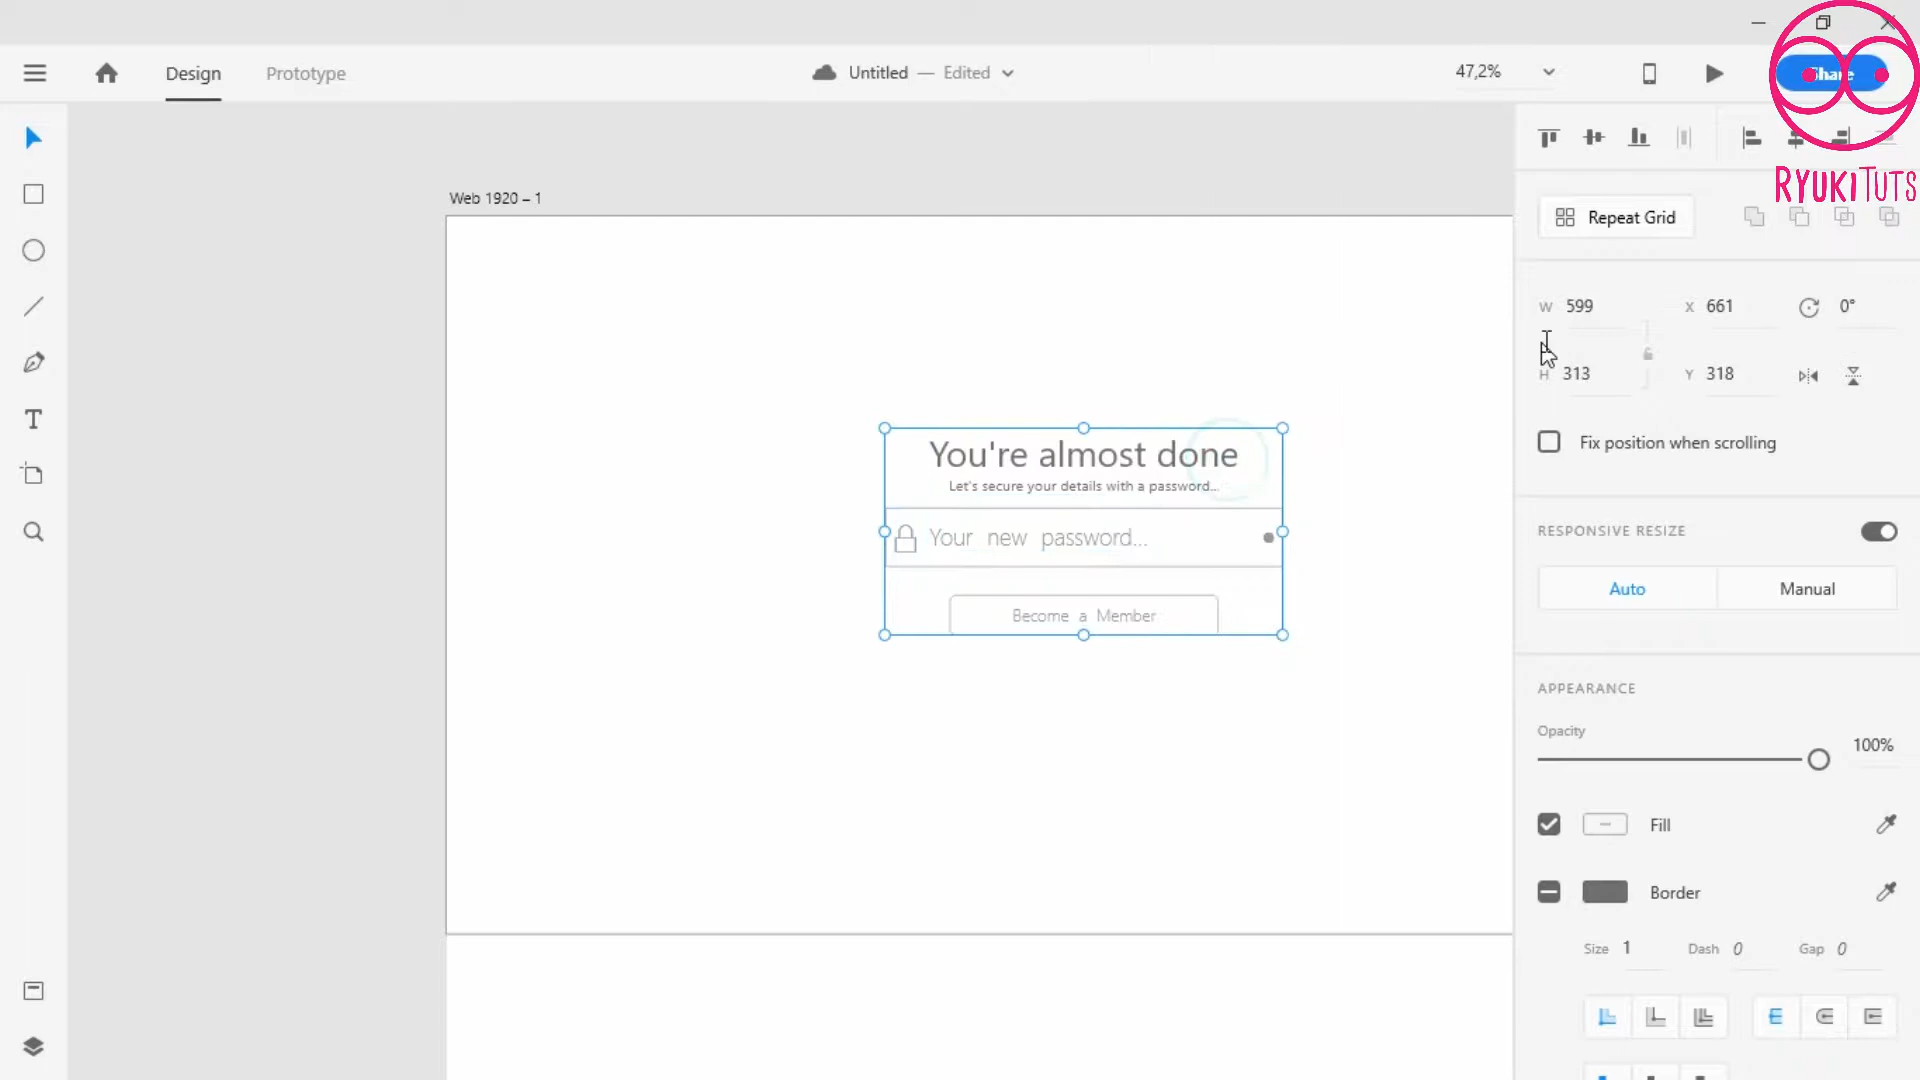 Design
Prototype
Untitled — Edited
47,2%
Share
RYUKITUTS
Web 1920 – 1
Repeat Grid
W 599
X 661
0°
H 313
Y 318
Fix position when scrolling
You're almost done
Let's secure your details with a password...
Your new password...
Become a Member
RESPONSIVE RESIZE
Auto
Manual
APPEARANCE
Opacity
100%
Fill
Border
Size 1
Dash 0
Gap 0